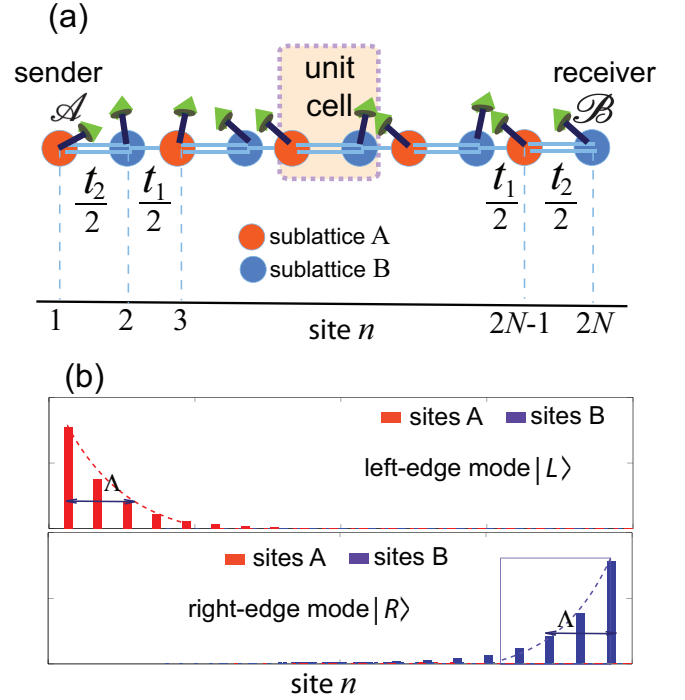 (a)
sender
𝒜
unit
cell
receiver
ℬ
t₂/2
t₁/2
t₁/2
t₂/2
sublattice A
sublattice B
1 2 3 2N-1 2N
site n
(b)
sites A sites B
left-edge mode |L⟩
Λ
sites A sites B
right-edge mode |R⟩
Λ
site n